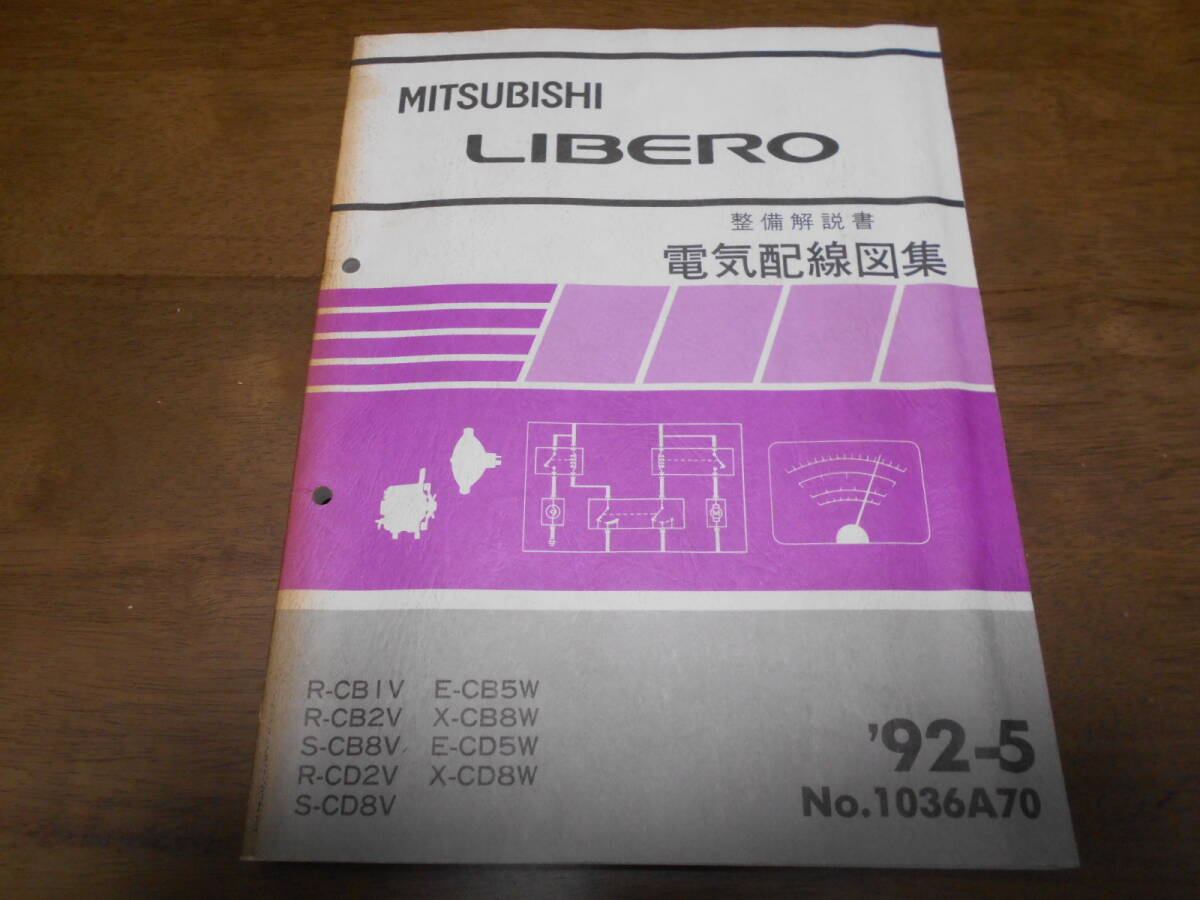 MITSUBISHI
LIBERO
整備解説書
電気配線図集
R-CB1V E-CB5W
R-CB2V X-CB8W
S-CB8V E-CD5W
R-CD2V X-CD8W
S-CD8V
'92-5
No.1036A70